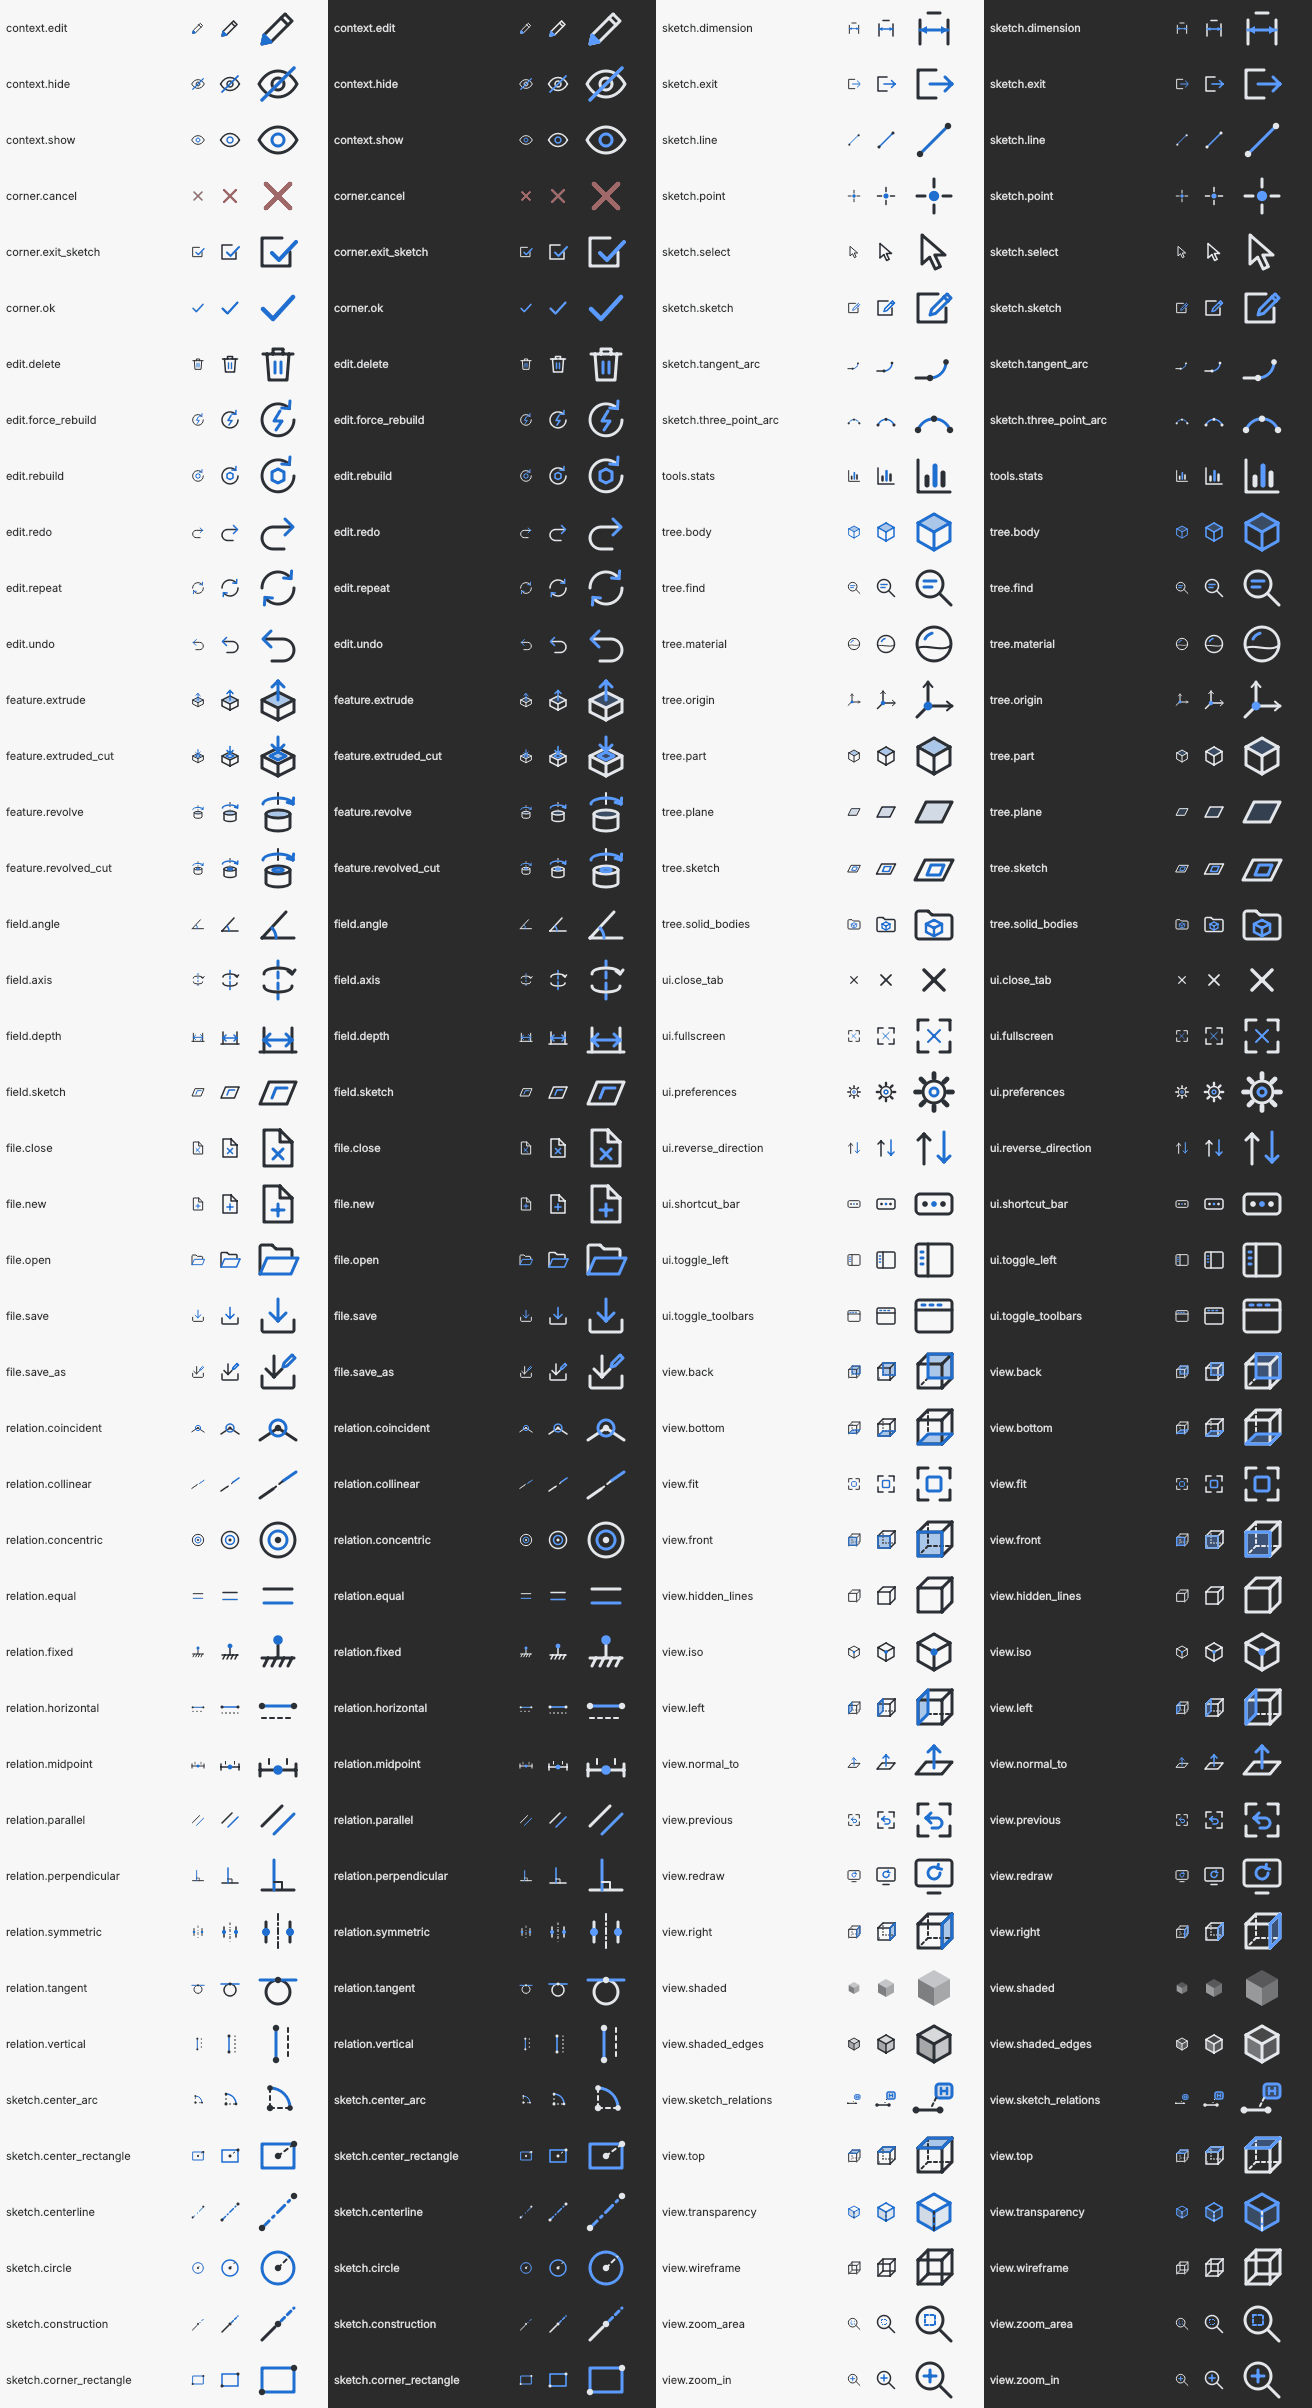 context.edit context.edit sketch.dimension sketch.dimension
context.hide context.hide sketch.exit sketch.exit
context.show context.show sketch.line sketch.line
corner.cancel corner.cancel sketch.point sketch.point
corner.exit_sketch corner.exit_sketch sketch.select sketch.select
corner.ok corner.ok sketch.sketch sketch.sketch
edit.delete edit.delete sketch.tangent_arc sketch.tangent_arc
edit.force_rebuild edit.force_rebuild sketch.three_point_arc sketch.three_point_arc
edit.rebuild edit.rebuild tools.stats tools.stats
edit.redo edit.redo tree.body tree.body
edit.repeat edit.repeat tree.find tree.find
edit.undo edit.undo tree.material tree.material
feature.extrude feature.extrude tree.origin tree.origin
feature.extruded_cut feature.extruded_cut tree.part tree.part
feature.revolve feature.revolve tree.plane tree.plane
feature.revolved_cut feature.revolved_cut tree.sketch tree.sketch
field.angle field.angle tree.solid_bodies tree.solid_bodies
field.axis field.axis ui.close_tab ui.close_tab
field.depth field.depth ui.fullscreen ui.fullscreen
field.sketch field.sketch ui.preferences ui.preferences
file.close file.close ui.reverse_direction ui.reverse_direction
file.new file.new ui.shortcut_bar ui.shortcut_bar
file.open file.open ui.toggle_left ui.toggle_left
file.save file.save ui.toggle_toolbars ui.toggle_toolbars
file.save_as file.save_as view.back view.back
relation.coincident relation.coincident view.bottom view.bottom
relation.collinear relation.collinear view.fit view.fit
relation.concentric relation.concentric view.front view.front
relation.equal relation.equal view.hidden_lines view.hidden_lines
relation.fixed relation.fixed view.iso view.iso
relation.horizontal relation.horizontal view.left view.left
relation.midpoint relation.midpoint view.normal_to view.normal_to
relation.parallel relation.parallel view.previous view.previous
relation.perpendicular relation.perpendicular view.redraw view.redraw
relation.symmetric relation.symmetric view.right view.right
relation.tangent relation.tangent view.shaded view.shaded
relation.vertical relation.vertical view.shaded_edges view.shaded_edges
sketch.center_arc sketch.center_arc view.sketch_relations H H view.sketch_relations H H
sketch.center_rectangle sketch.center_rectangle view.top view.top
sketch.centerline sketch.centerline view.transparency view.transparency
sketch.circle sketch.circle view.wireframe view.wireframe
sketch.construction sketch.construction view.zoom_area view.zoom_area
sketch.corner_rectangle sketch.corner_rectangle view.zoom_in view.zoom_in